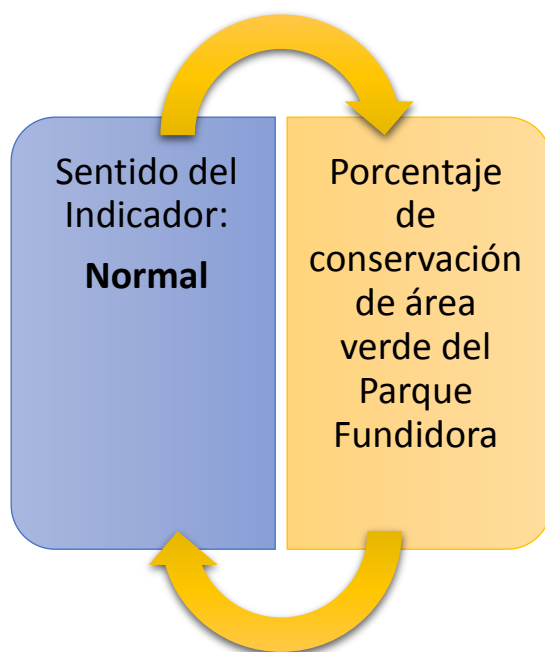 Sentido del
Indicador:
Normal
Porcentaje
de
conservación
de área
verde del
Parque
Fundidora